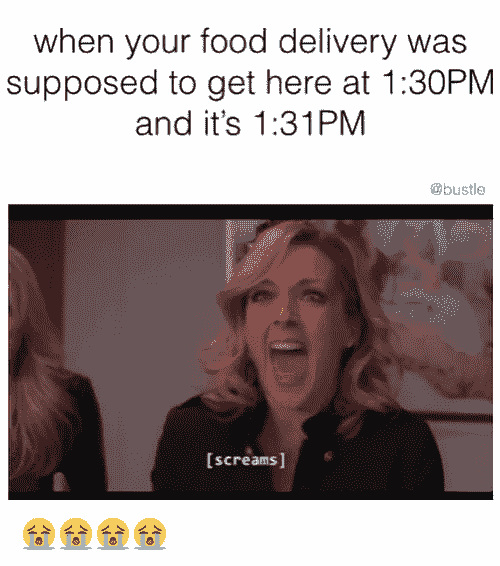 when your food delivery was
supposed to get here at 1:30PM
and it's 1:31PM
@bustle
[screams]